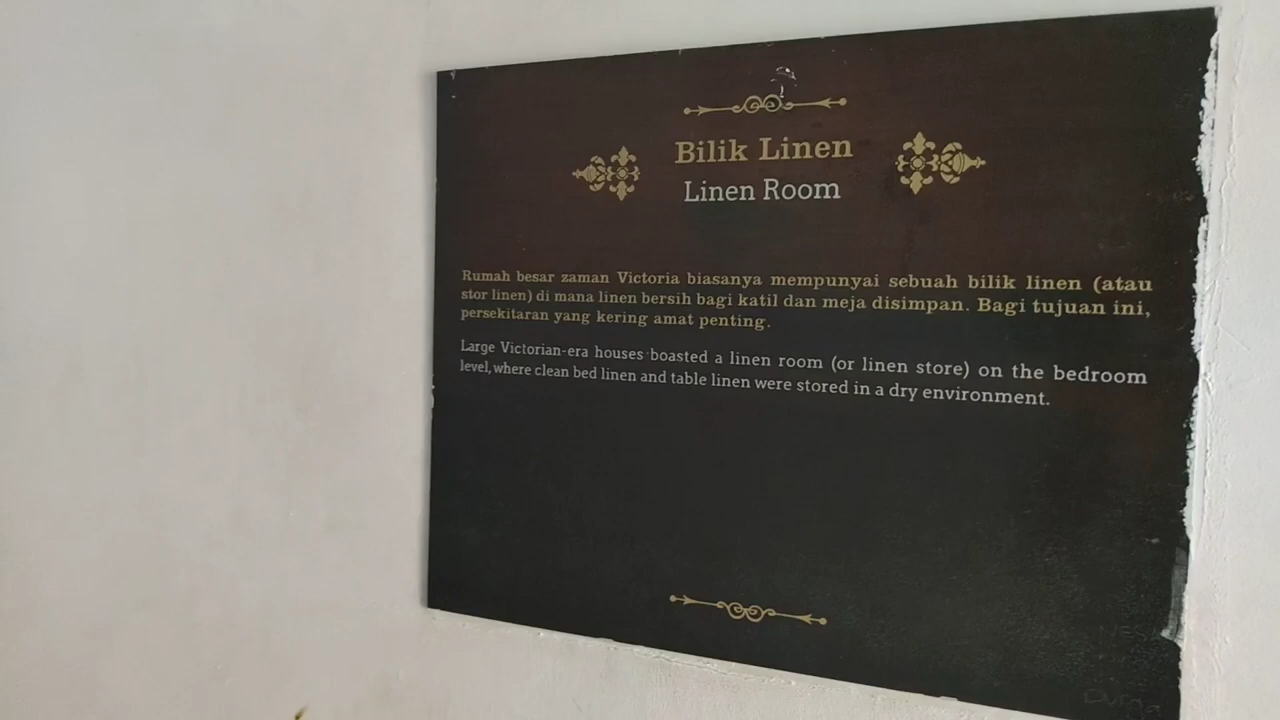 Bilik Linen
Linen Room
Rumah besar zaman Victoria biasanya mempunyai sebuah bilik linen (atau
stor linen) di mana linen bersih bagi katil dan meja disimpan. Bagi tujuan ini,
persekitaran yang kering amat penting.
Large Victorian-era houses boasted a linen room (or linen store) on the bedroom
level, where clean bed linen and table linen were stored in a dry environment.